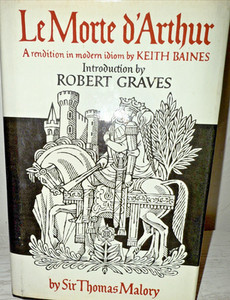 Le Morte d'Arthur
A rendition in modern idiom by KEITH BAINES
Introduction by
ROBERT GRAVES
by Sir Thomas Malory